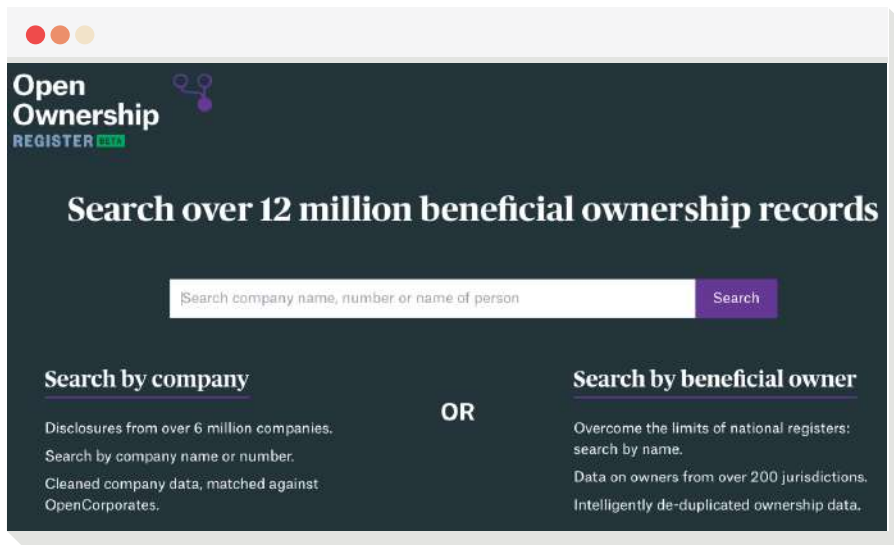 Open
Ownership
REGISTER BETA
Search over 12 million beneficial ownership records
Search company name, number or name of person
Search
Search by company
Disclosures from over 6 million companies.
Search by company name or number.
Cleaned company data, matched against
OpenCorporates.
OR
Search by beneficial owner
Overcome the limits of national registers:
search by name.
Data on owners from over 200 jurisdictions.
Intelligently de-duplicated ownership data.